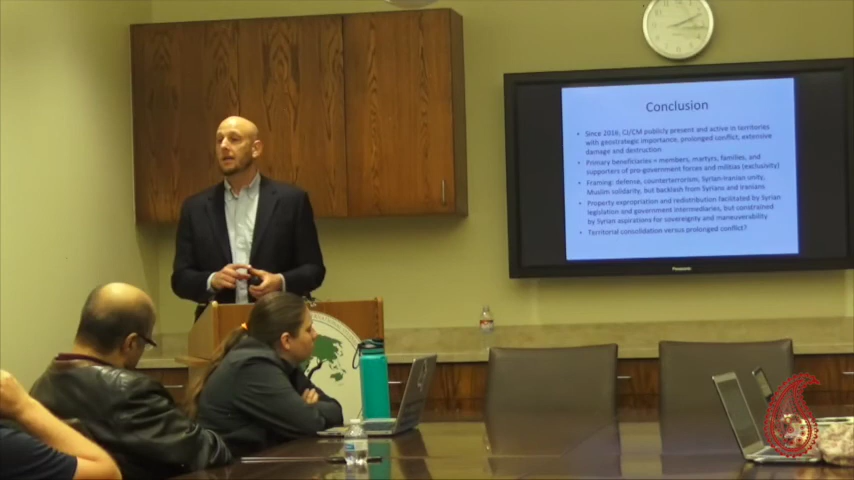 Conclusion
• Since 2016, CJ/CM publicly present and active in territories
with geostrategic importance, prolonged conflict, extensive
damage and destruction
• Primary beneficiaries = members, martyrs, families, and
supporters of pro-government forces and militias (exclusivity)
• Framing: defense, counterterrorism, Syrian-Iranian unity,
Muslim solidarity, but backlash from Syrians and Iranians
• Property expropriation and redistribution facilitated by Syrian
legislation and government intermediaries, but constrained
by Syrian aspirations for sovereignty and maneuverability
• Territorial consolidation versus prolonged conflict?
Panasonic